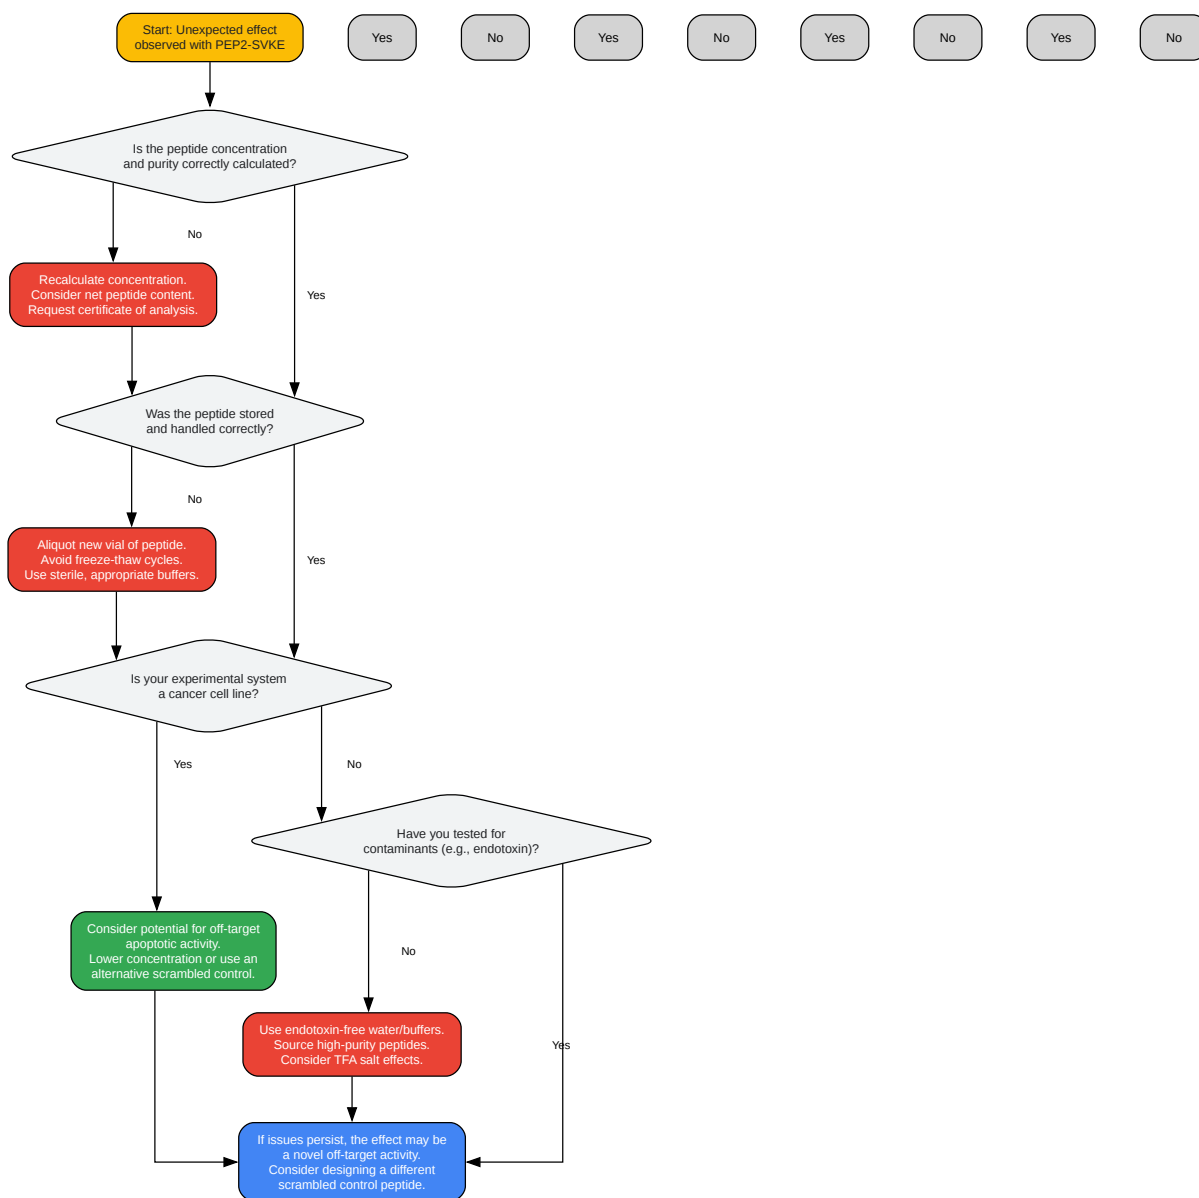 Start: Unexpected effect
observed with PEP2-SVKE
Yes
No
Yes
No
Yes
No
Yes
No
Is the peptide concentration
and purity correctly calculated?
No
Recalculate concentration.
Consider net peptide content.
Request certificate of analysis.
Yes
Was the peptide stored
and handled correctly?
No
Aliquot new vial of peptide.
Avoid freeze-thaw cycles.
Use sterile, appropriate buffers.
Yes
Is your experimental system
a cancer cell line?
Yes
No
Have you tested for
contaminants (e.g., endotoxin)?
Consider potential for off-target
apoptotic activity.
Lower concentration or use an
alternative scrambled control.
No
Use endotoxin-free water/buffers.
Source high-purity peptides.
Consider TFA salt effects.
Yes
If issues persist, the effect may be
a novel off-target activity.
Consider designing a different
scrambled control peptide.